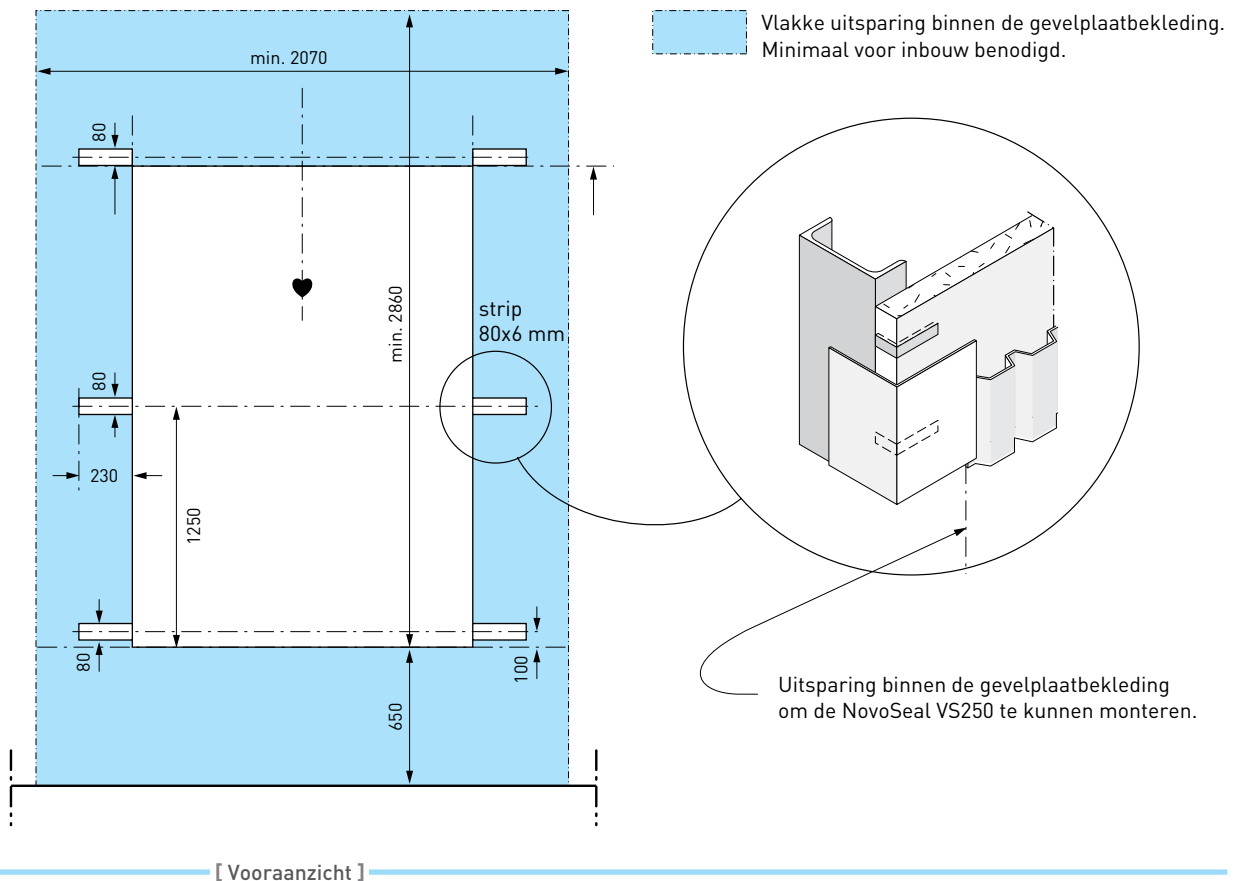 Vlakke uitsparing binnen de gevelplaatbekleding.
Minimaal voor inbouw benodigd.
min. 2070
80
min. 2860
strip
80x6 mm
80
230
1250
80
100
650
Uitsparing binnen de gevelplaatbekleding
om de NovoSeal VS250 te kunnen monteren.
[ Vooraanzicht ]